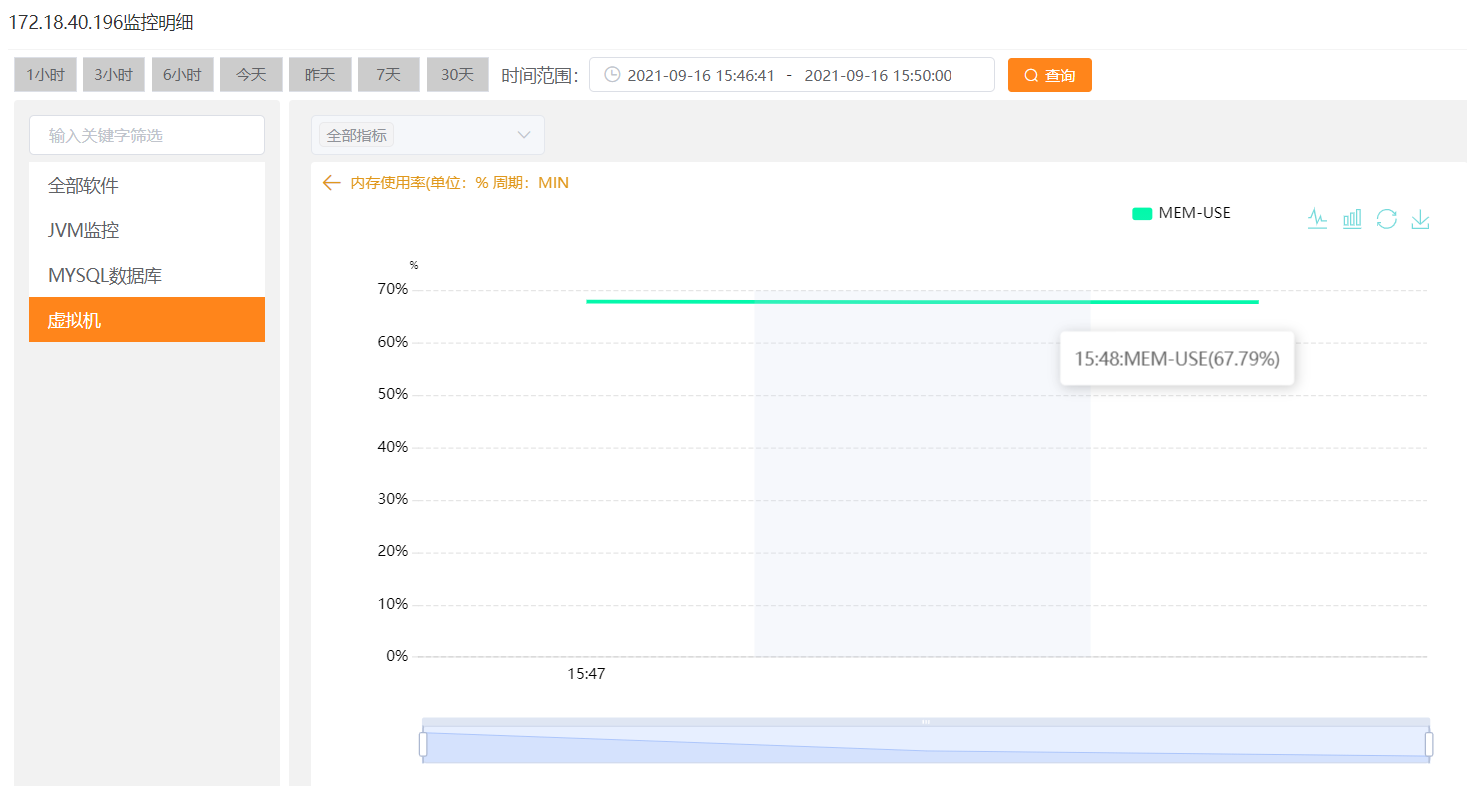 172.18.40.196监控明细
1小时 3小时 6小时 今天 昨天 7天 30天 时间范围： 2021-09-16 15:46:41 - 2021-09-16 15:50:00 查询
输入关键字筛选
全部软件
JVM监控
MYSQL数据库
虚拟机
全部指标
内存使用率(单位：% 周期：MIN
MEM-USE
%
70%
60%
15:48:MEM-USE(67.79%)
50%
40%
30%
20%
10%
0%
15:47